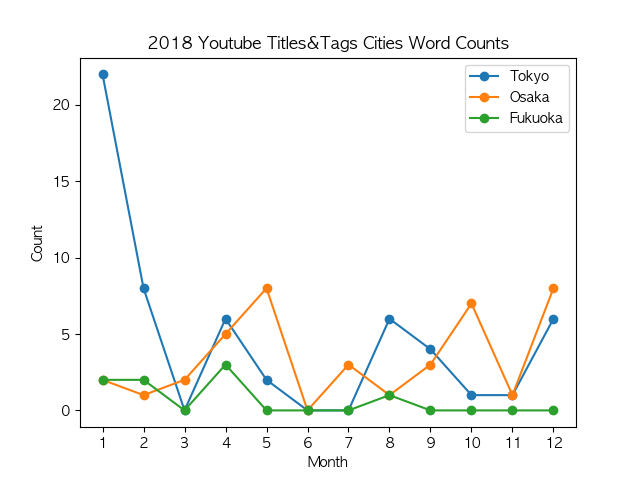 2018 Youtube Titles&Tags Cities Word Counts
Tokyo
Osaka
Fukuoka
Count
20
15
10
5
0
1 2 3 4 5 6 7 8 9 10 11 12
Month